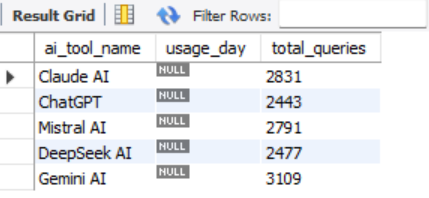 Result Grid Filter Rows:
ai_tool_name usage_day total_queries
Claude AI NULL 2831
ChatGPT NULL 2443
Mistral AI NULL 2791
DeepSeek AI NULL 2477
Gemini AI NULL 3109